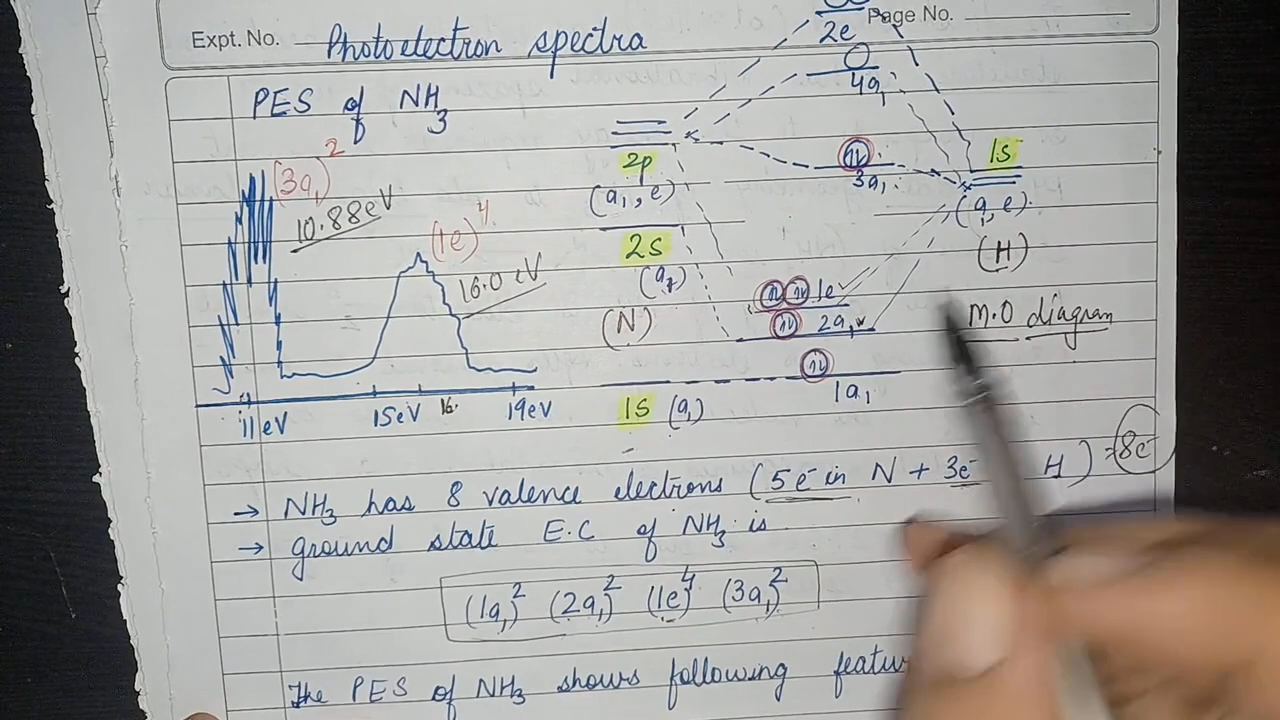 Expt. No. Photoelectron spectra
Page No.
PES of NH3
(3a1)2
10.88eV
(1e)4
16.0 eV
11eV 15eV 16. 19eV
2e
4a1
2p
(a1, e)
2s
(a1)
(N)
1s (a1)
3a1
1e
2a1
1a1
1s
(a1, e)
(H)
M.O diagram
→ NH3 has 8 valence electrons (5e- in N + 3e- H) = 8e-
→ ground state E.C of NH3 is
(1a1)2 (2a1)2 (1e)4 (3a1)2
The PES of NH3 shows following